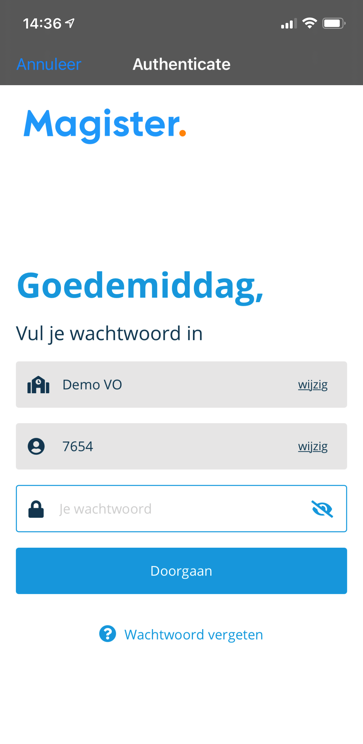 14:36
Annuleer
Authenticate
Magister.
Goedemiddag,
Vul je wachtwoord in
Demo VO wijzig
7654 wijzig
Je wachtwoord
Doorgaan
? Wachtwoord vergeten